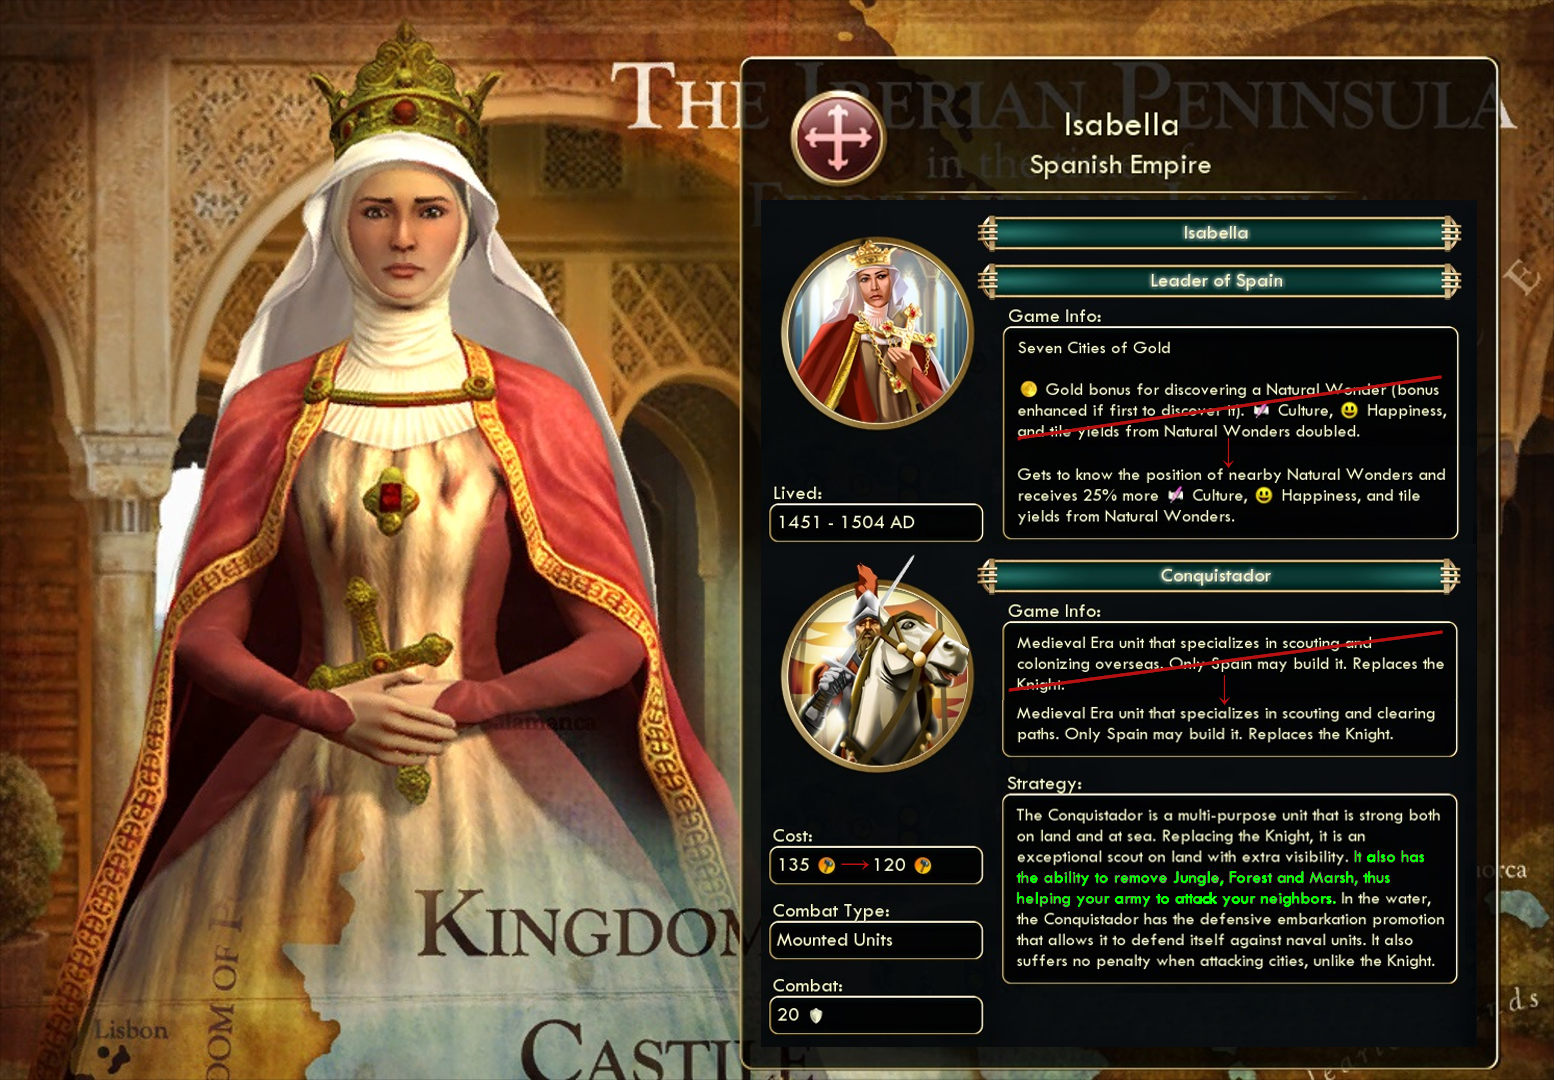 THE IBERIAN PENINSULA
in the
Isabella
Spanish Empire
Isabella
Leader of Spain
Game Info:
Seven Cities of Gold
Gold bonus for discovering a Natural Wonder (bonus
enhanced if first to discover it). Culture, Happiness,
and tile yields from Natural Wonders doubled.
Gets to know the position of nearby Natural Wonders and
receives 25% more Culture, Happiness, and tile
yields from Natural Wonders.
Lived:
1451 - 1504 AD
Conquistador
Game Info:
Medieval Era unit that specializes in scouting and
colonizing overseas. Only Spain may build it. Replaces the
Knight.
Medieval Era unit that specializes in scouting and clearing
paths. Only Spain may build it. Replaces the Knight.
Strategy:
The Conquistador is a multi-purpose unit that is strong both
on land and at sea. Replacing the Knight, it is an
exceptional scout on land with extra visibility. It also has
the ability to remove Jungle, Forest and Marsh, thus
helping your army to attack your neighbors. In the water,
the Conquistador has the defensive embarkation promotion
that allows it to defend itself against naval units. It also
suffers no penalty when attacking cities, unlike the Knight.
Cost:
135 → 120
Combat Type:
Mounted Units
Combat:
20
Salamanca
KINGDOM
CASTILE
Lisbon